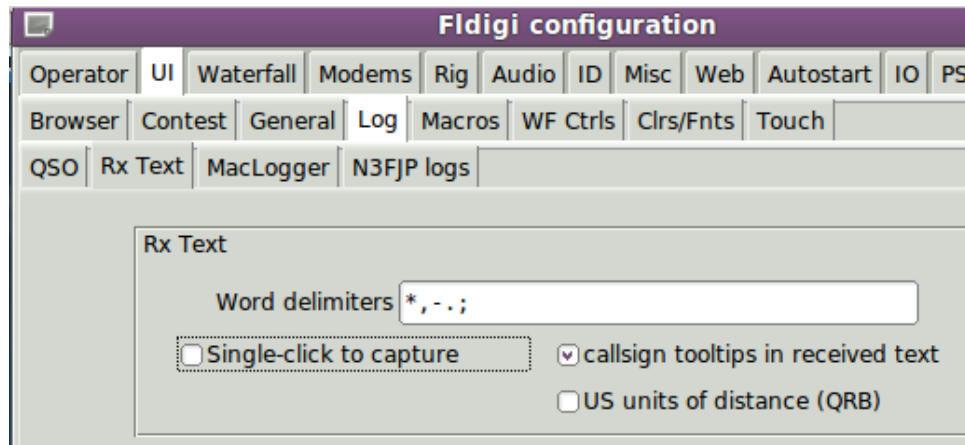 Fldigi configuration
Operator UI Waterfall Modems Rig Audio ID Misc Web Autostart IO
Browser Contest General Log Macros WF Ctrls Clrs/Fnts Touch
QSO Rx Text MacLogger N3FJP logs
Rx Text
Word delimiters *,-.;
Single-click to capture callsign tooltips in received text
US units of distance (QRB)